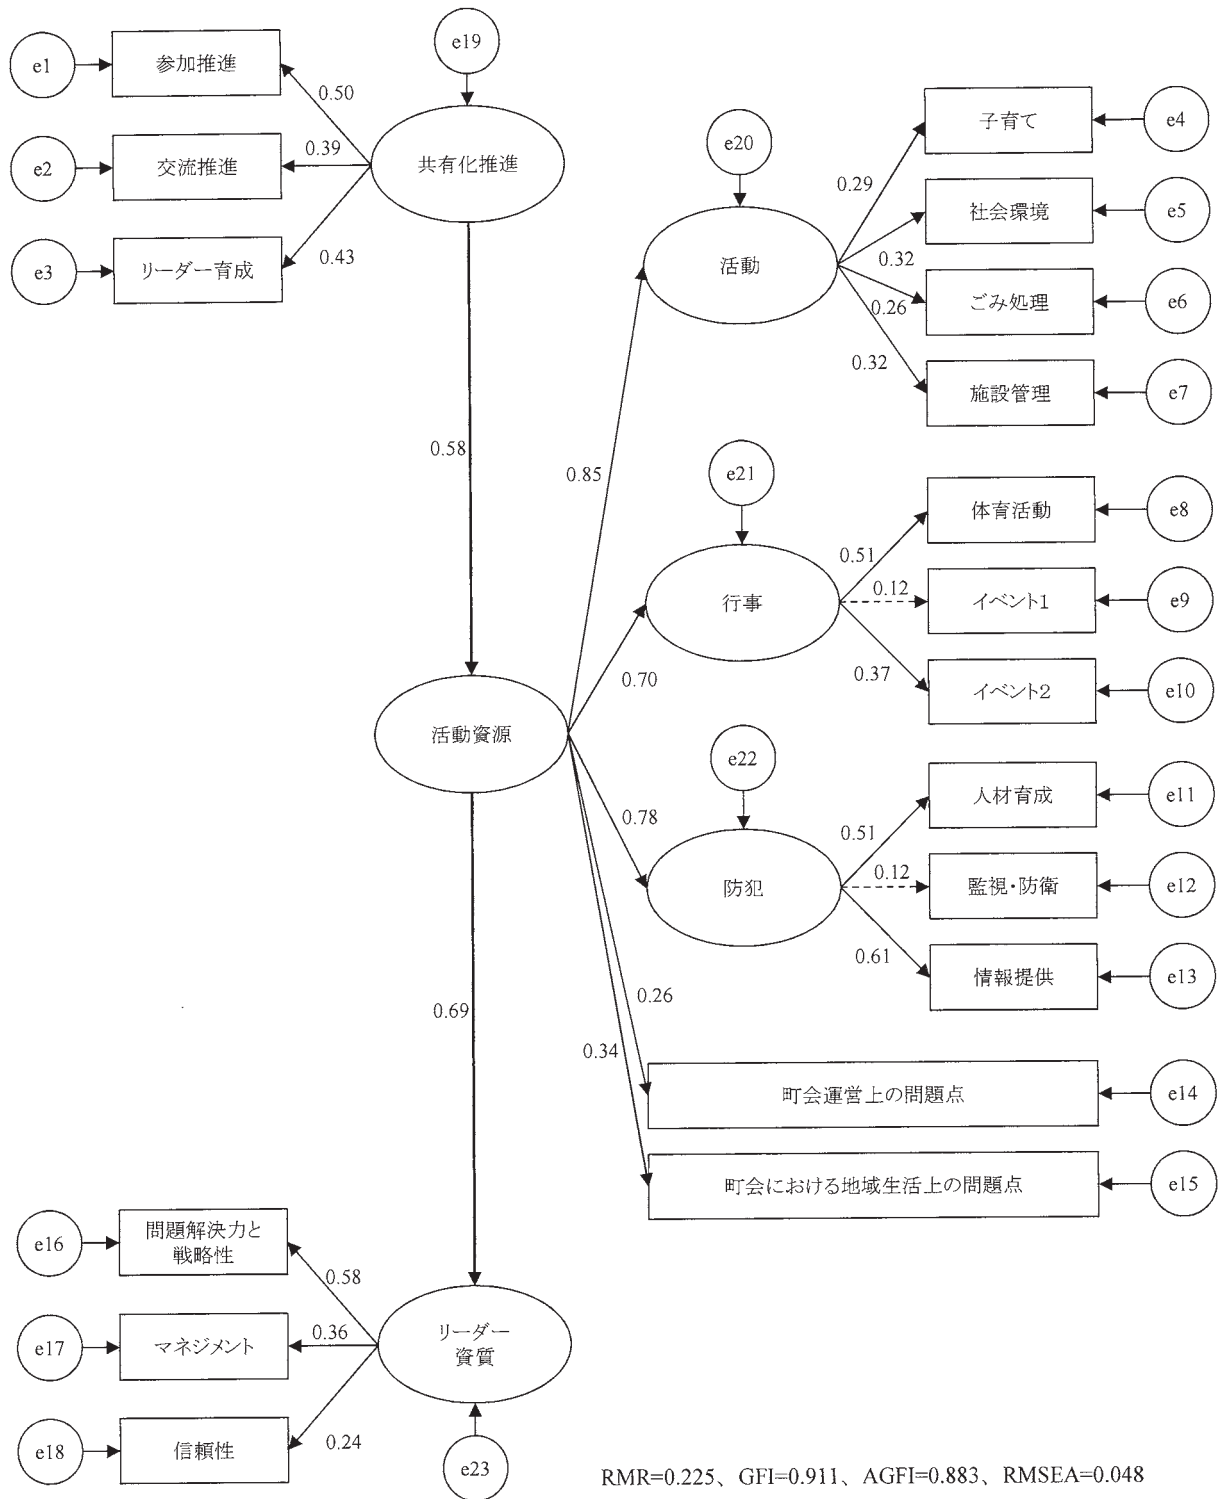 e1
参加推進
e19
0.50
e2
交流推進
0.39
共有化推進
e3
リーダー育成
0.43
e20
子育て
e4
0.29
社会環境
e5
活動
0.32
ごみ処理
e6
0.26
0.32
施設管理
e7
0.58
0.85
e21
体育活動
e8
0.51
行事
0.12
イベント1
e9
0.37
イベント2
e10
0.70
活動資源
e22
人材育成
e11
0.78
0.51
防犯
0.12
監視・防衛
e12
0.61
情報提供
e13
0.69
0.26
0.34
町会運営上の問題点
e14
町会における地域生活上の問題点
e15
e16
問題解決力と
戦略性
0.58
e17
マネジメント
0.36
リーダー
資質
e18
信頼性
0.24
e23
RMR=0.225、GFI=0.911、AGFI=0.883、RMSEA=0.048